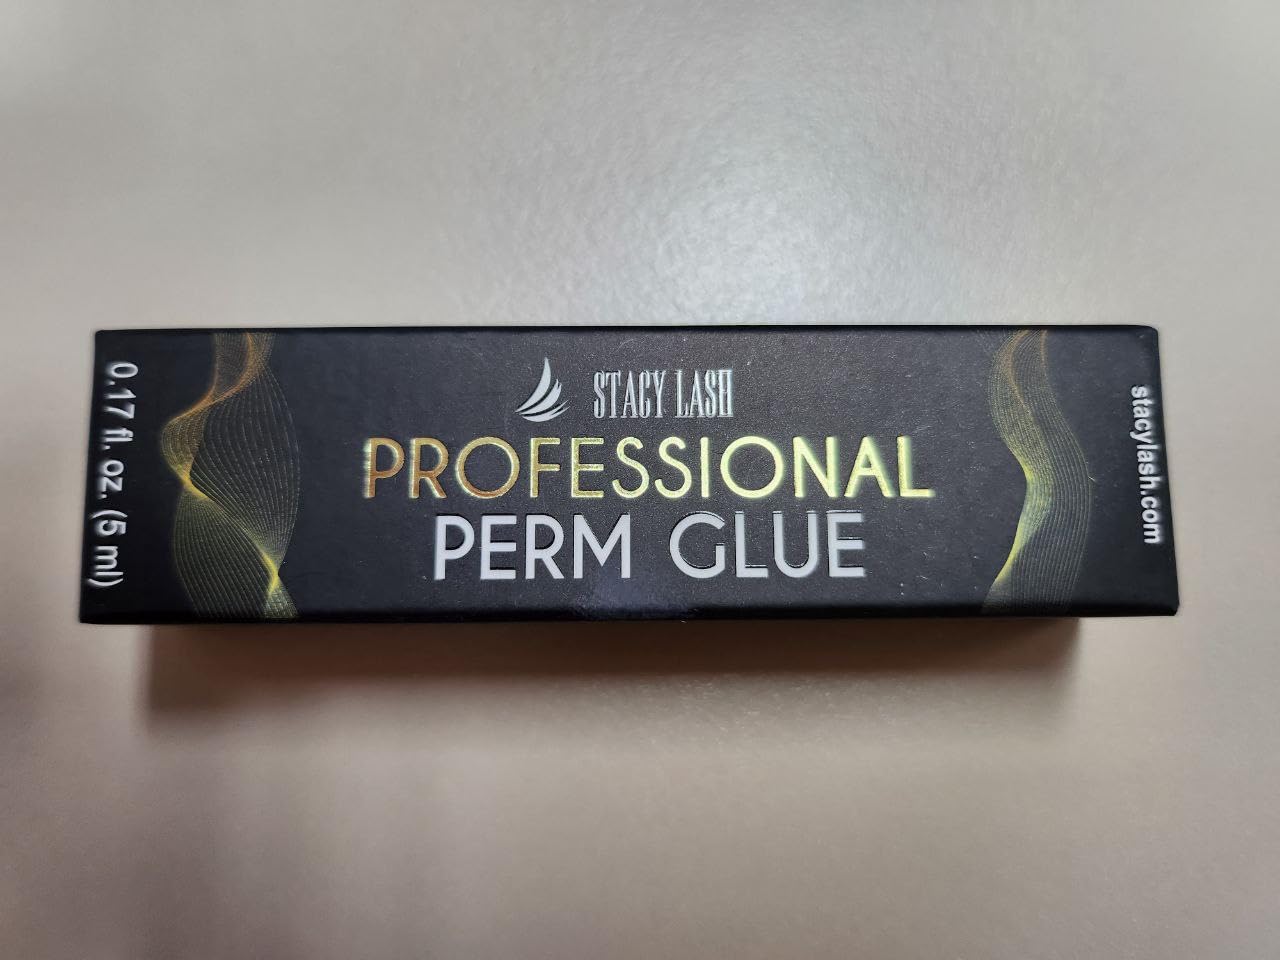 STACY LASH
PROFESSIONAL
PERM GLUE
0.17 fl. oz. (5 ml)
stacylash.com